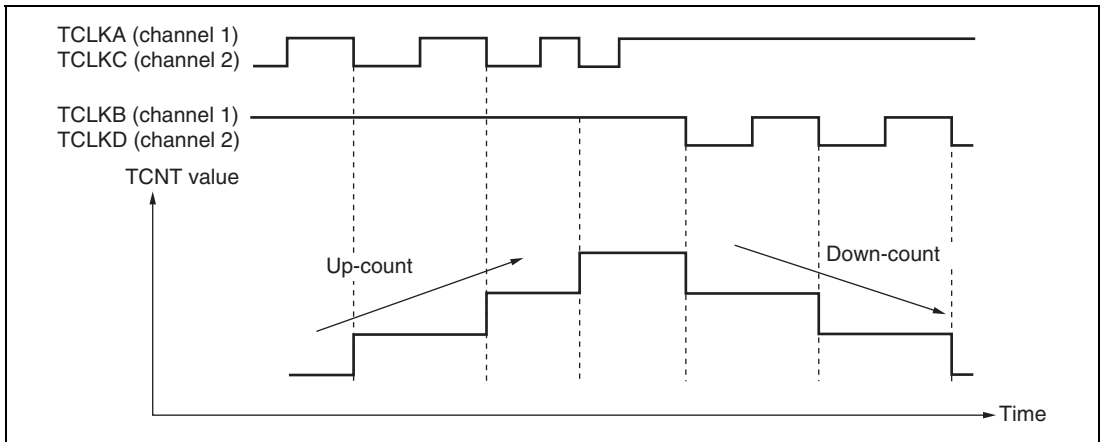 TCLKA (channel 1)
TCLKC (channel 2)
TCLKB (channel 1)
TCLKD (channel 2)
TCNT value
Up-count
Down-count
Time